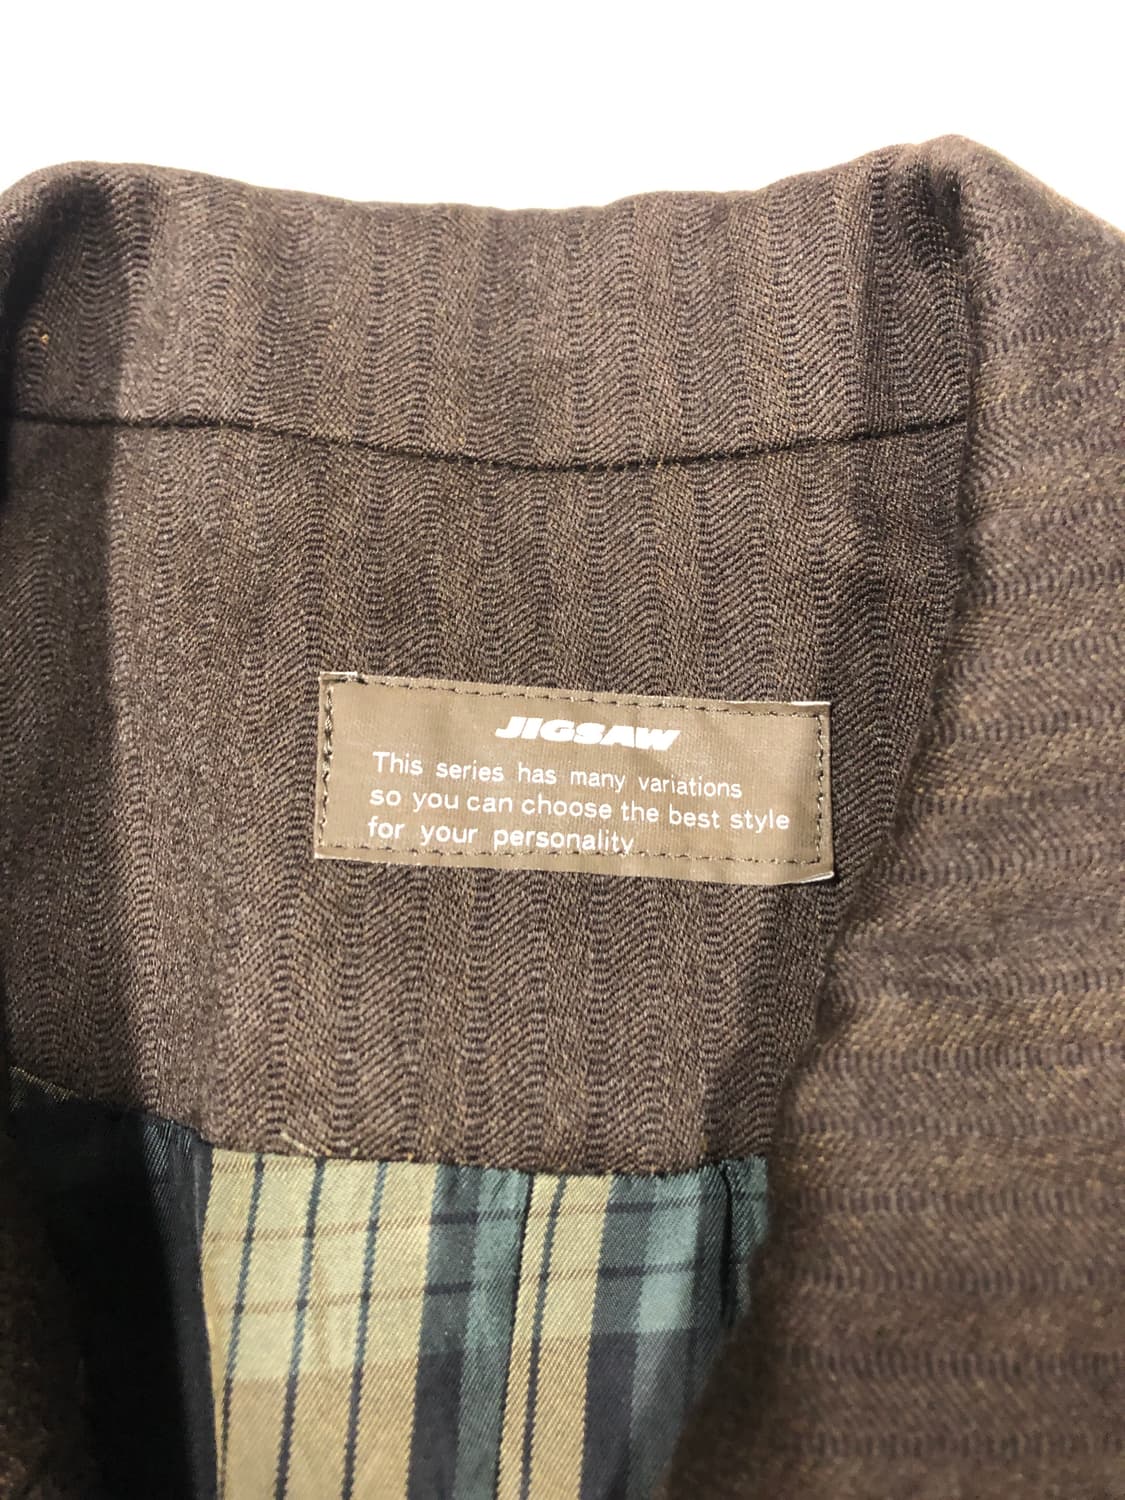 JIGSAW
This series has many variations
so you can choose the best style
for your personality